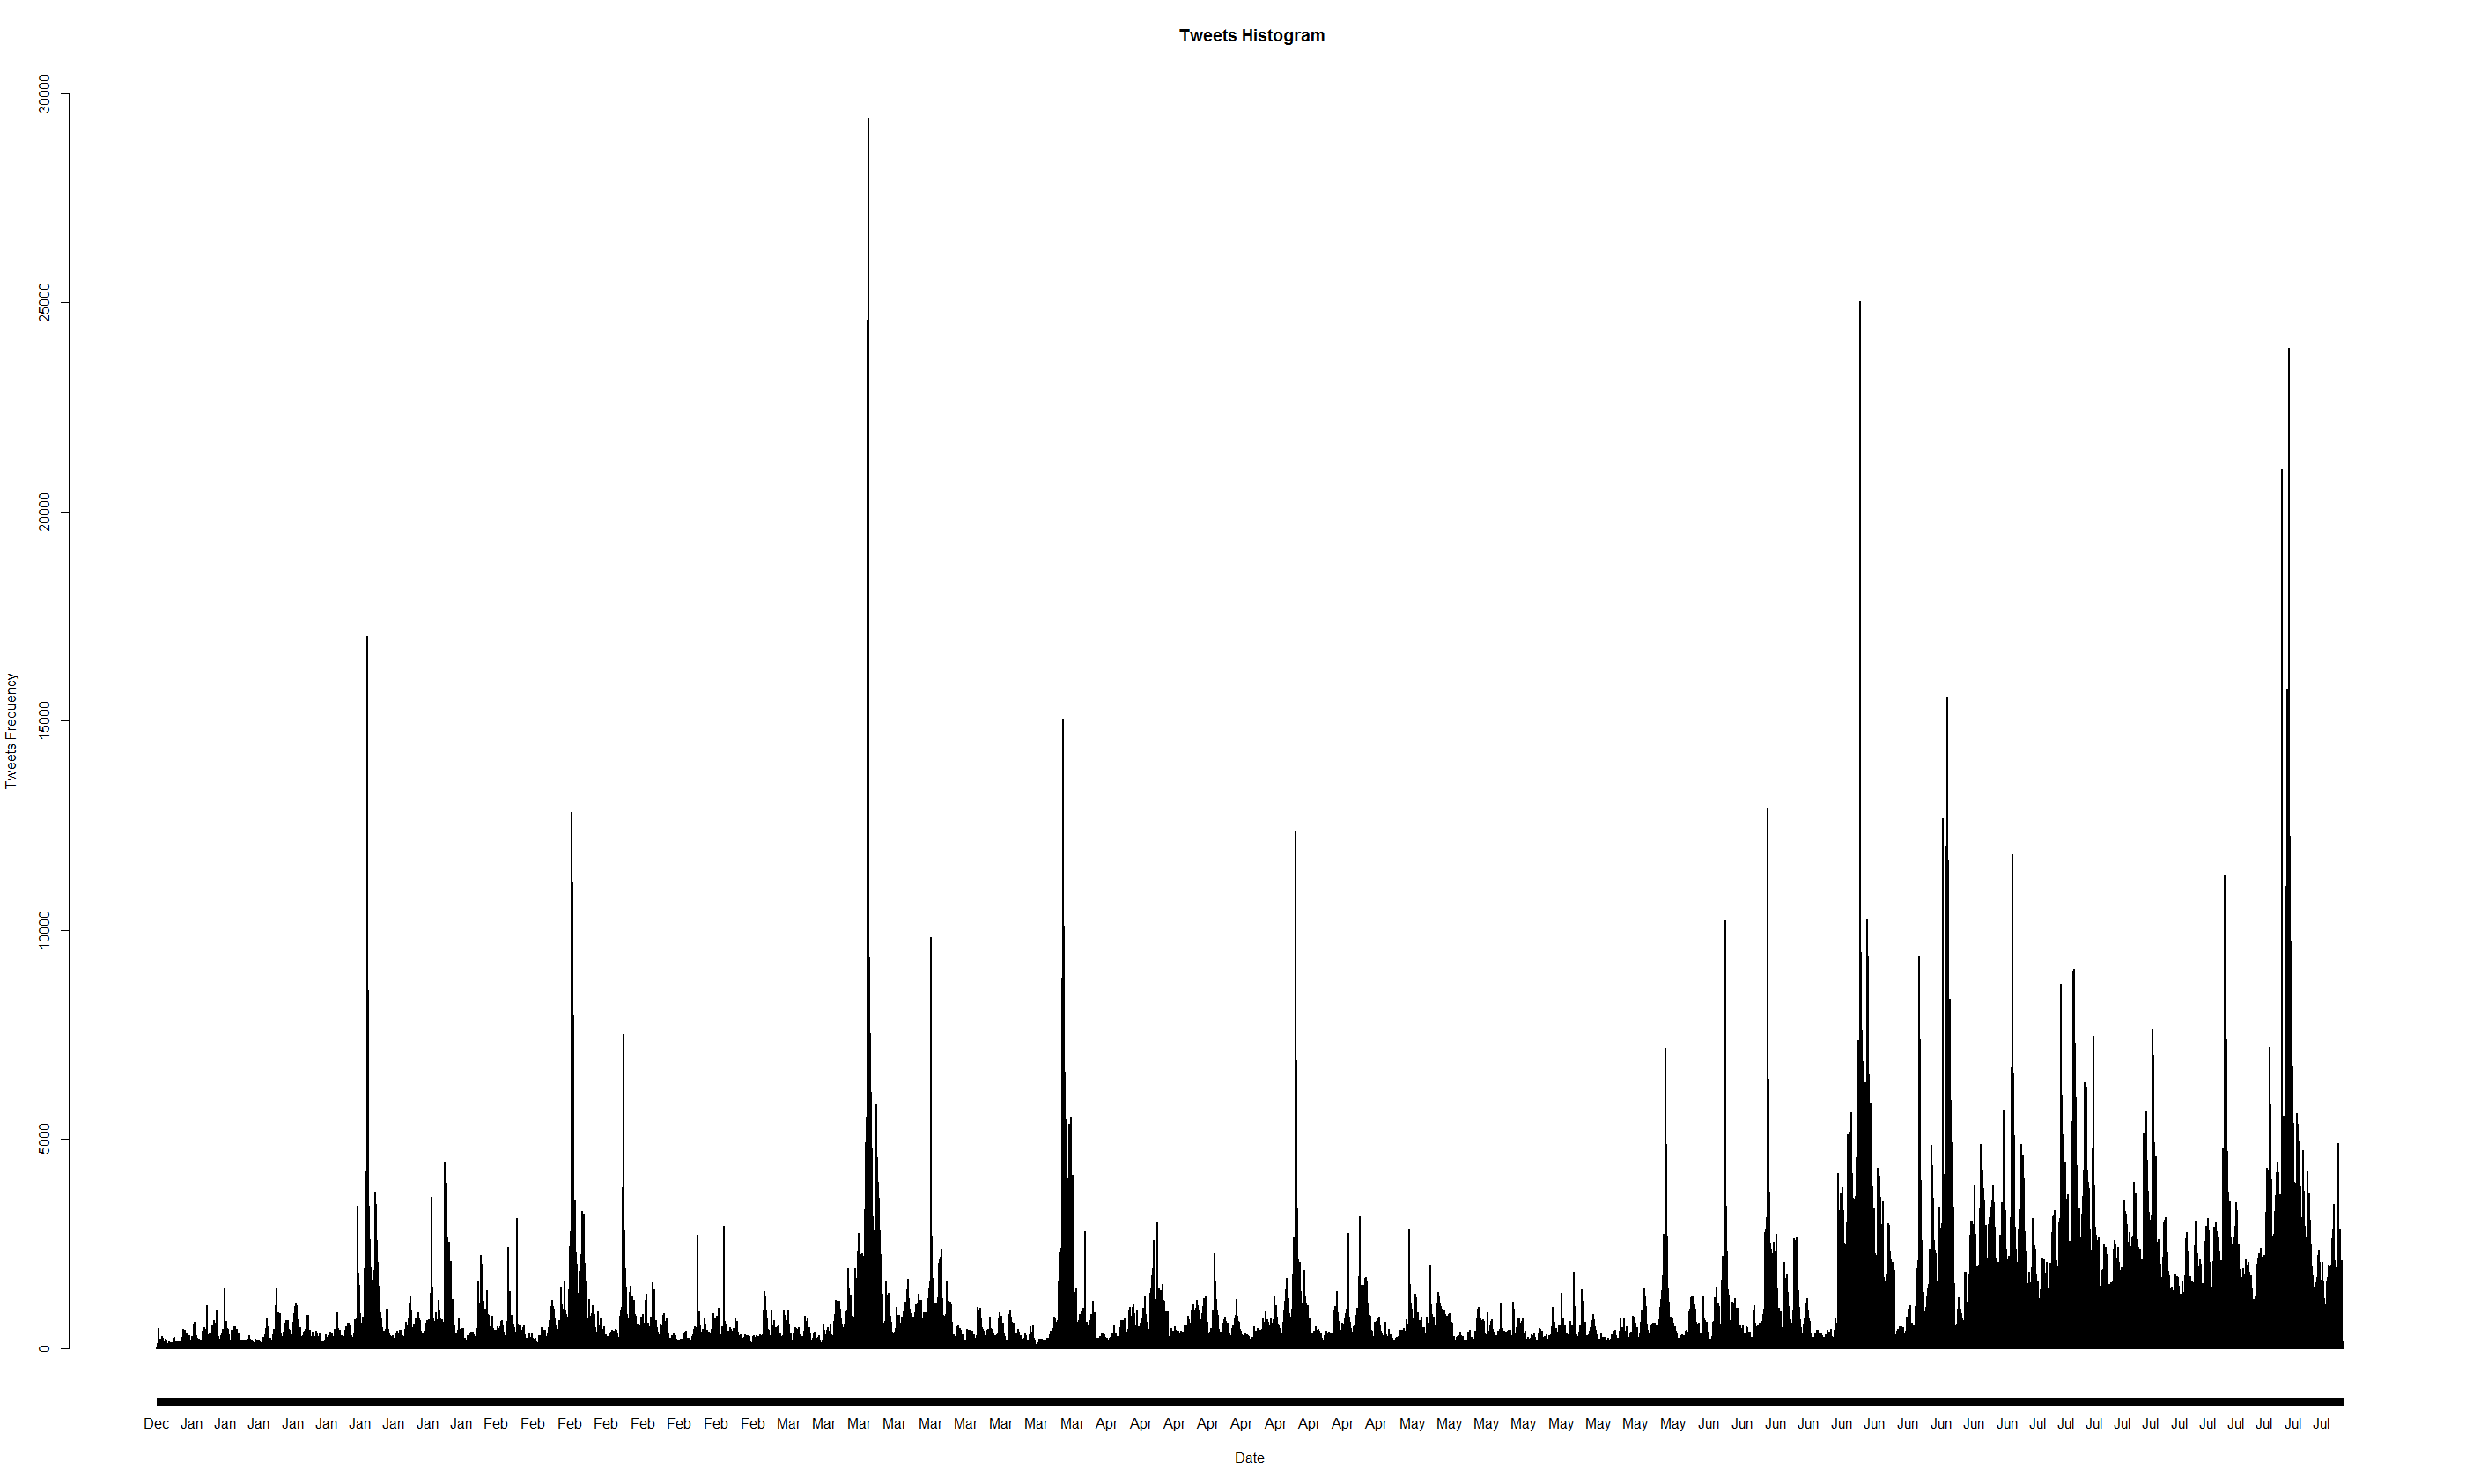 Tweets Histogram
30000
25000
20000
15000
10000
5000
0
Tweets Frequency
Dec Jan Jan Jan Jan Jan Jan Jan Jan Jan Feb Feb Feb Feb Feb Feb Feb Feb Mar Mar Mar Mar Mar Mar Mar Mar Mar Apr Apr Apr Apr Apr Apr Apr Apr Apr May May May May May May May May Jun Jun Jun Jun Jun Jun Jun Jun Jun Jun Jul Jul Jul Jul Jul Jul Jul Jul Jul Jul Jul
Date